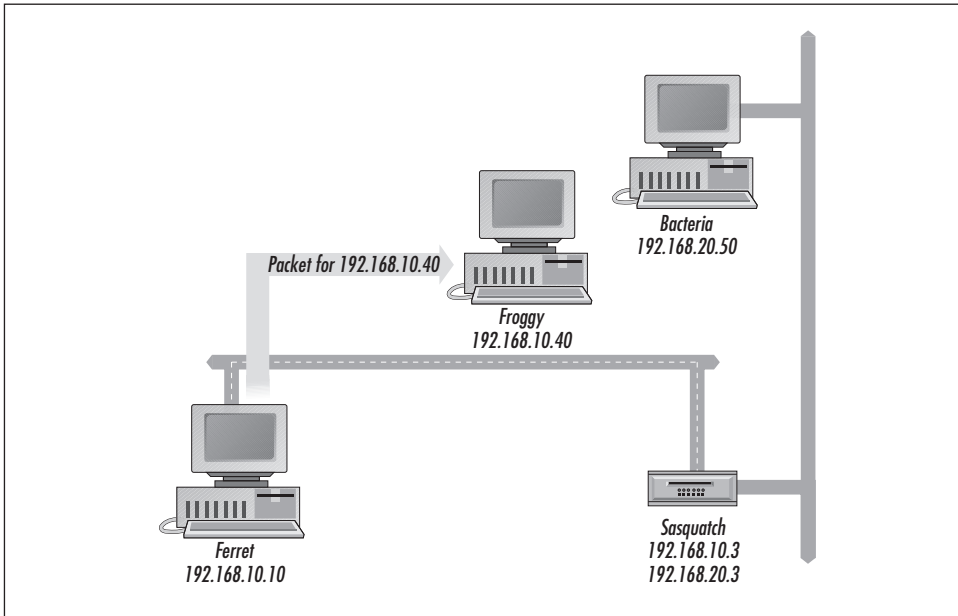 Bacteria
192.168.20.50
Packet for 192.168.10.40
Froggy
192.168.10.40
Ferret
192.168.10.10
Sasquatch
192.168.10.3
192.168.20.3